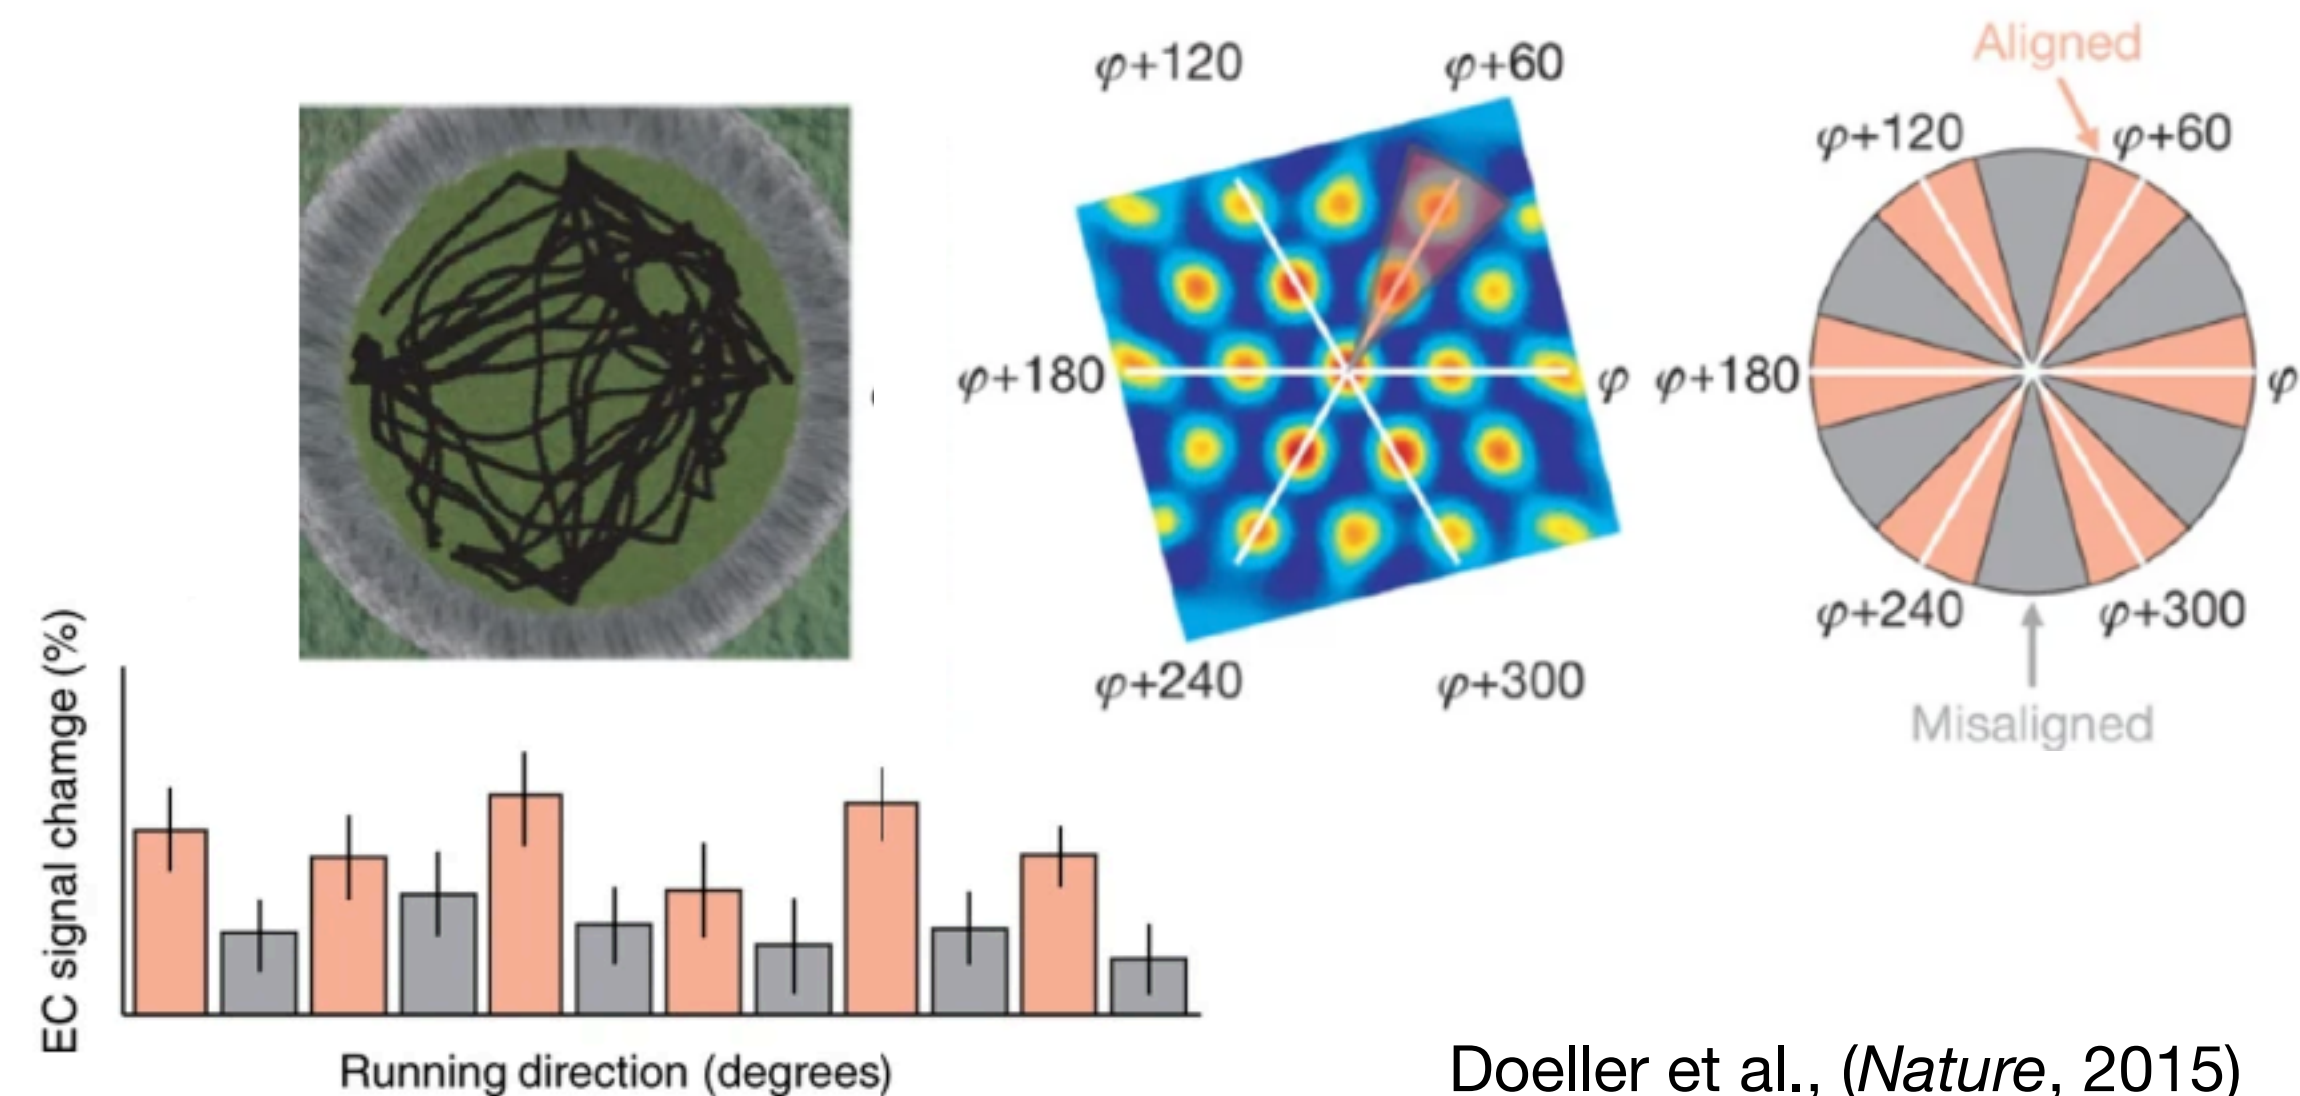 Aligned
φ+120
φ+60
φ+120
φ+60
φ+180
φ
φ+180
φ
φ+240
φ+300
φ+240
φ+300
Misaligned
EC signal chamge (%)
Running direction (degrees)
Doeller et al., (Nature, 2015)